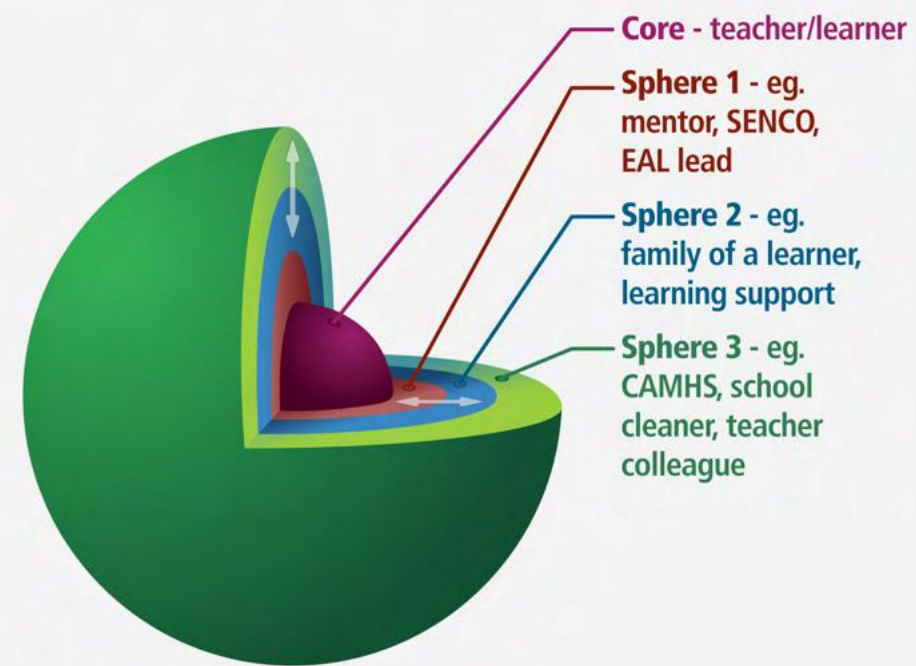 Core - teacher/learner
Sphere 1 - eg.
mentor, SENCO,
EAL lead
Sphere 2 - eg.
family of a learner,
learning support
Sphere 3 - eg.
CAMHS, school
cleaner, teacher
colleague